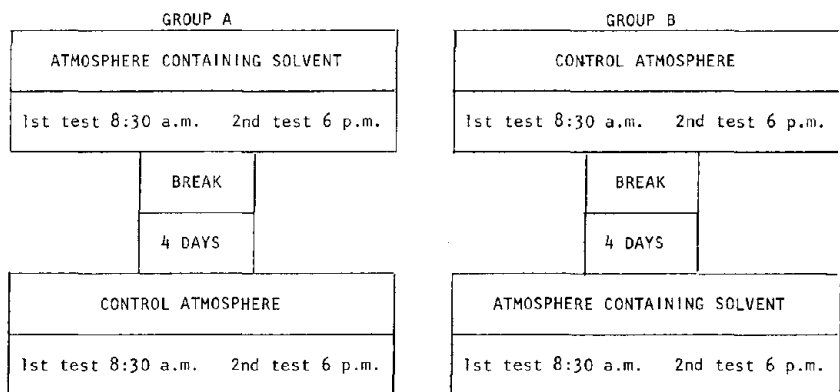 GROUP A
ATMOSPHERE CONTAINING SOLVENT
1st test 8:30 a.m. 2nd test 6 p.m.
BREAK
4 DAYS
CONTROL ATMOSPHERE
1st test 8:30 a.m. 2nd test 6 p.m.
GROUP B
CONTROL ATMOSPHERE
1st test 8:30 a.m. 2nd test 6 p.m.
BREAK
4 DAYS
ATMOSPHERE CONTAINING SOLVENT
1st test 8:30 a.m. 2nd test 6 p.m.